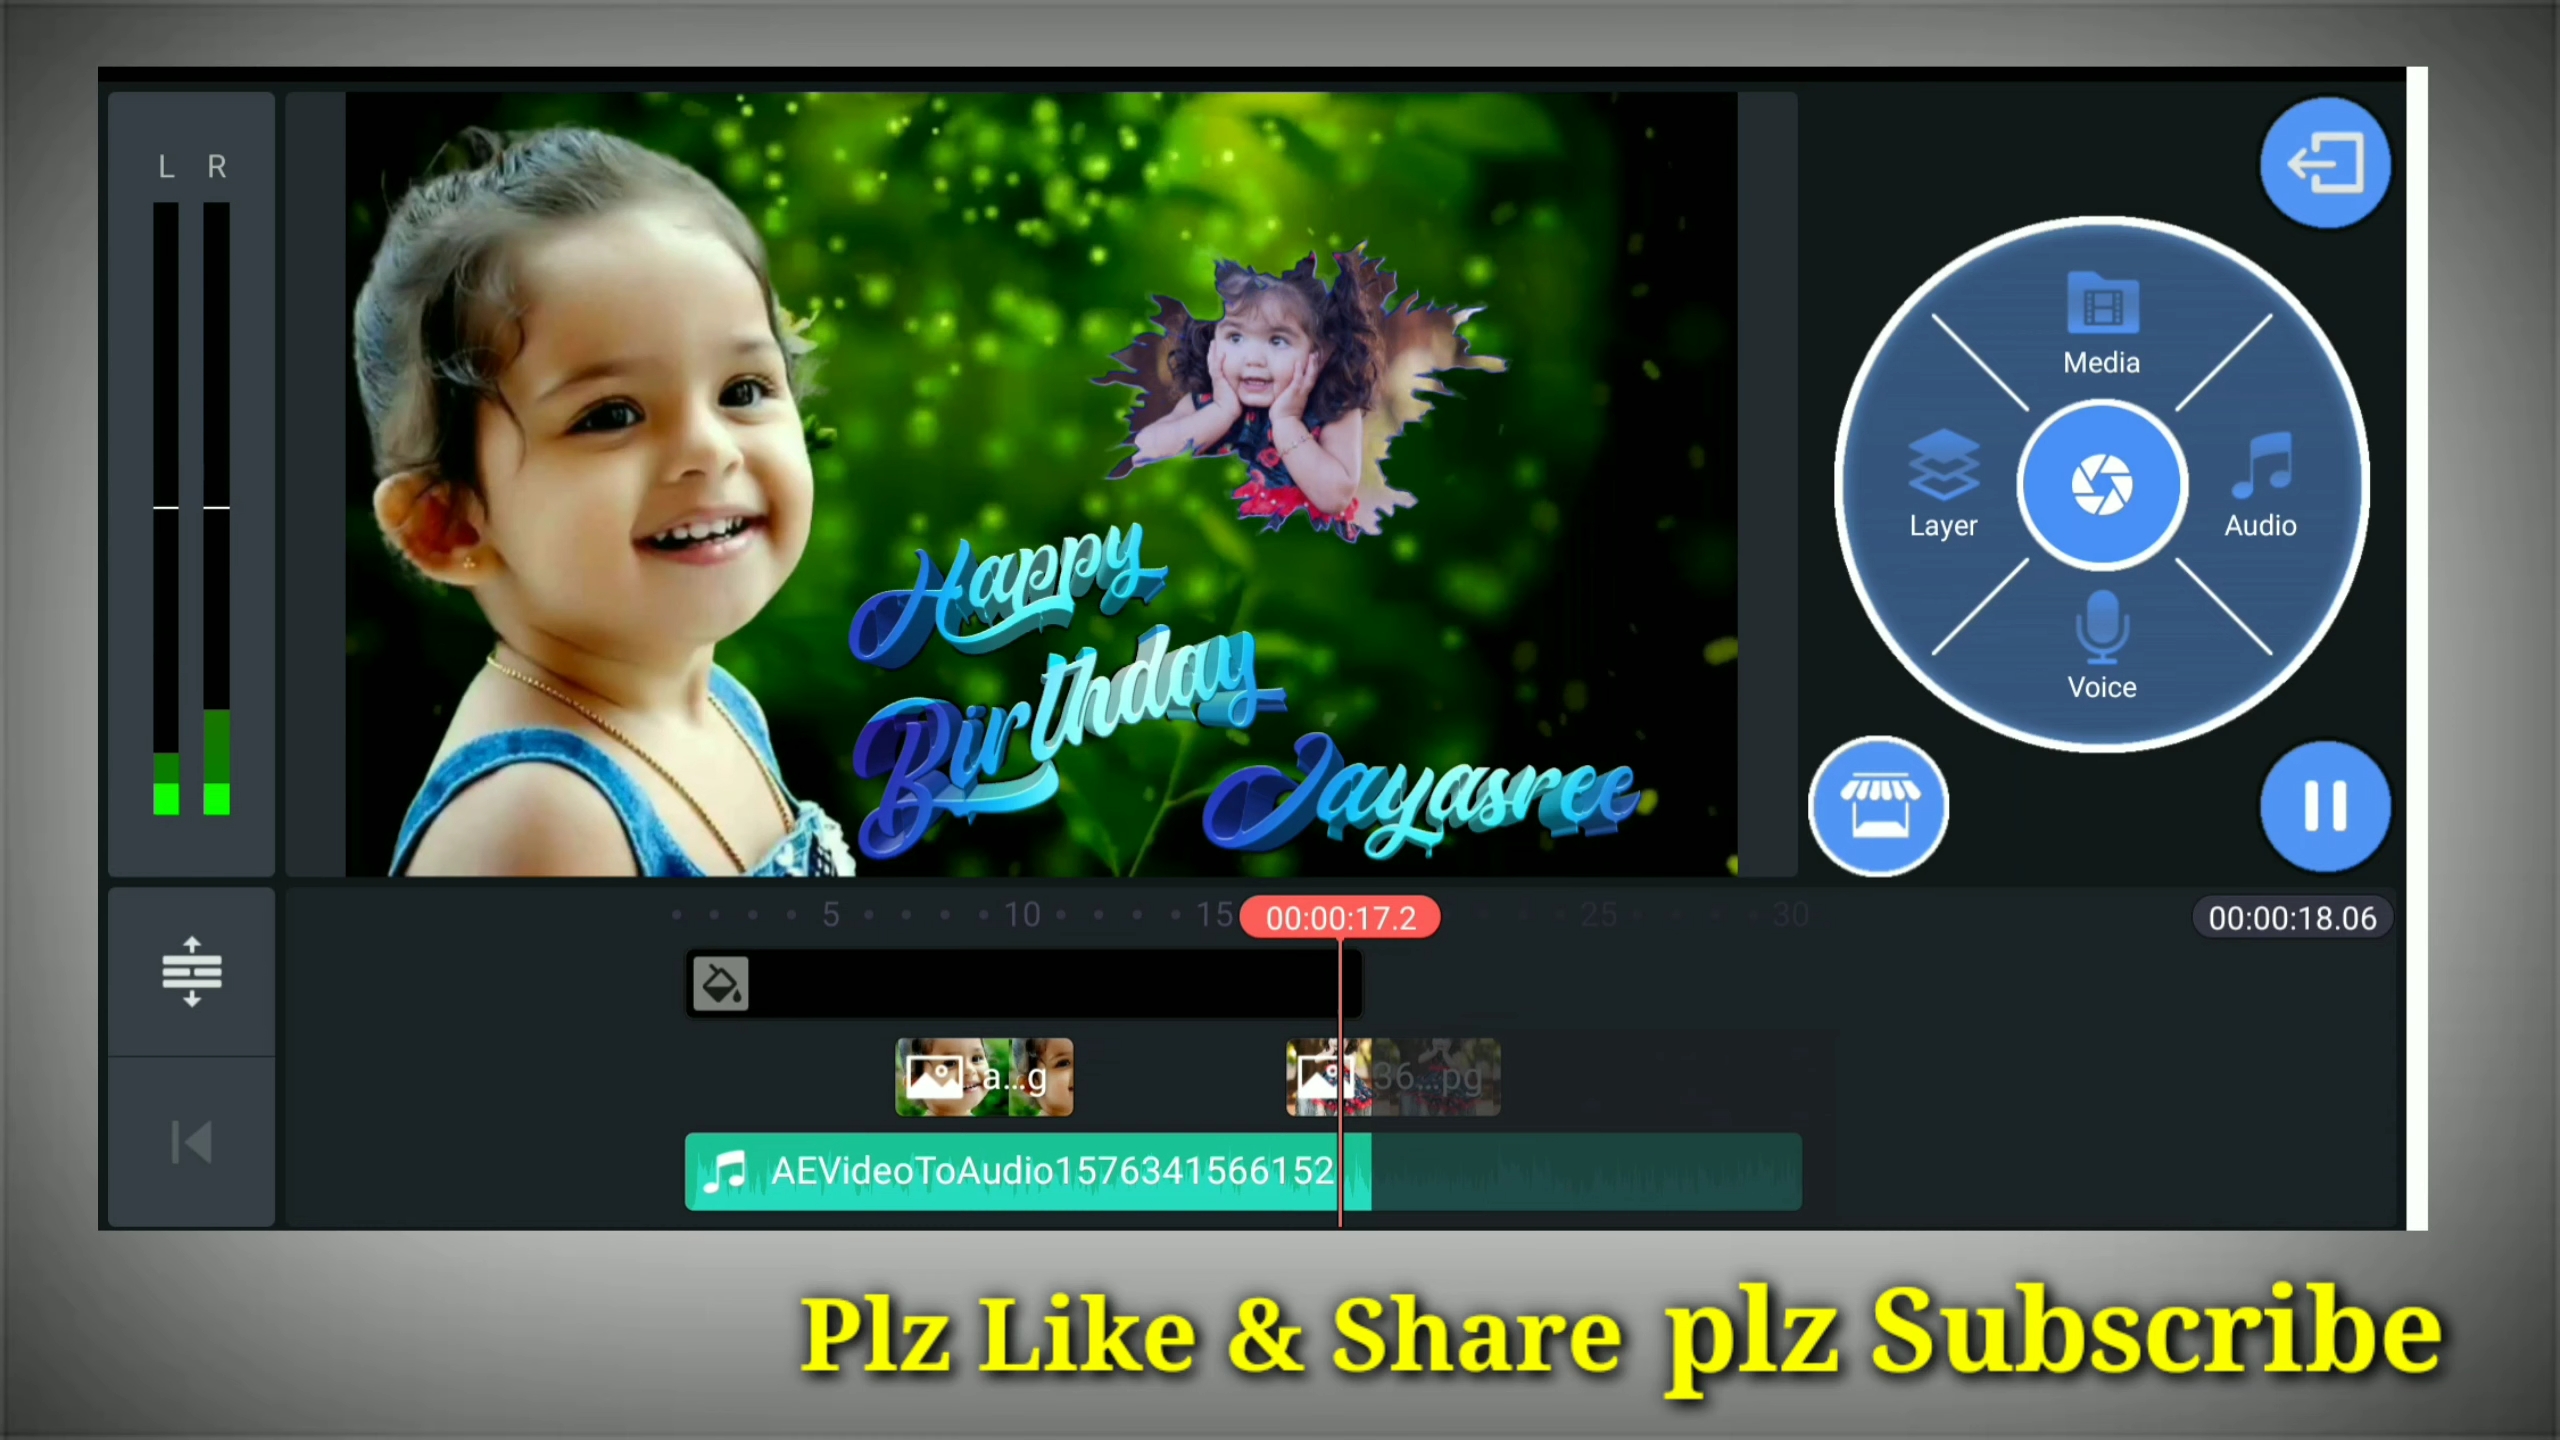 L R
Happy
Birthday
Jayasree
Media
Layer
Audio
Voice
5 10 15 00:00:17.2 25 30 00:00:18.06
a...g 36...pg
AEVideoToAudio1576341566152
Plz Like & Share plz Subscribe